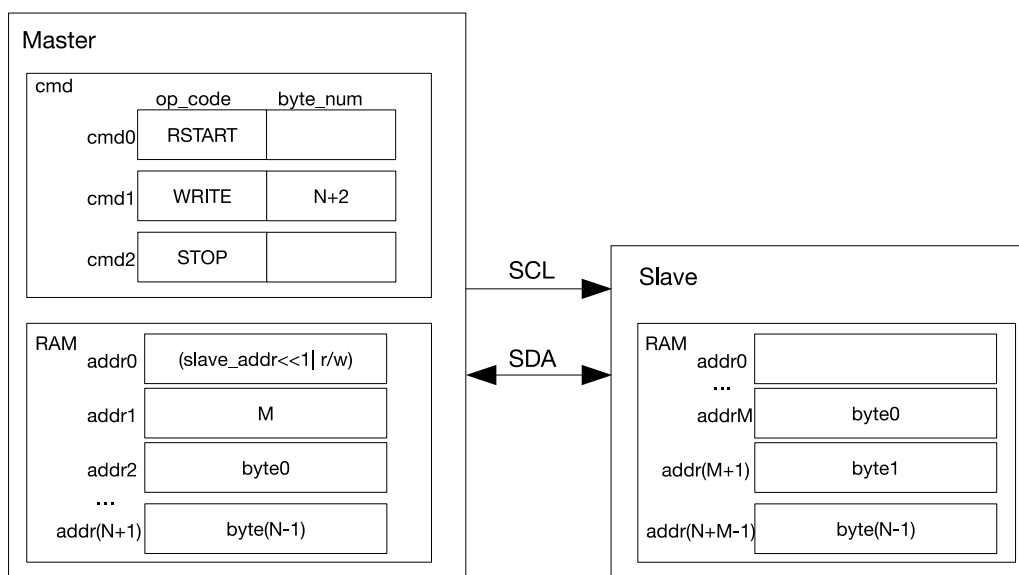 Master
cmd
op_code byte_num
cmd0 RSTART
cmd1 WRITE N+2
cmd2 STOP
RAM
addr0 (slave_addr<<1| r/w)
addr1 M
addr2 byte0
...
addr(N+1) byte(N-1)
SCL
SDA
Slave
RAM
addr0
...
addrM byte0
addr(M+1) byte1
addr(N+M-1) byte(N-1)